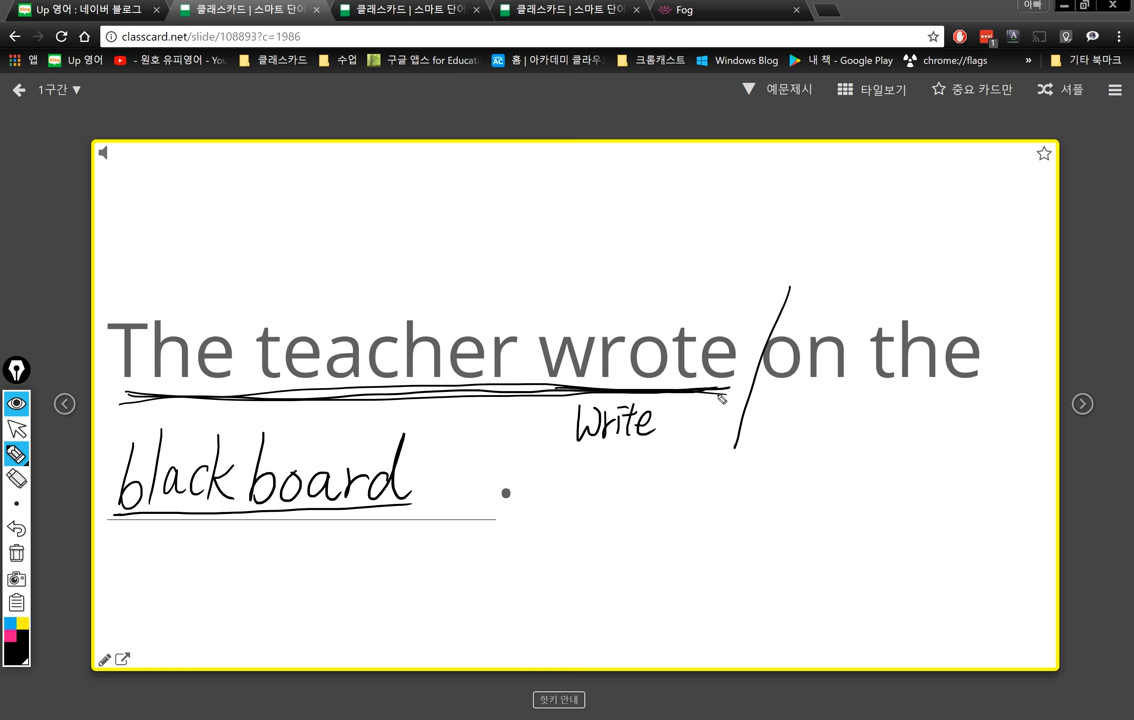 Up 영어 : 네이버 블로그
클래스카드 | 스마트 단어
클래스카드 | 스마트 단어
클래스카드 | 스마트 단어
Fog
아빠
classcard.net/slide/108893?c=1986
1
앱
Up 영어
- 원호 유피영어 - You
클래스카드
수업
구글 앱스 for Educat
AC
홈 | 아카데미 클라우
크롬캐스트
Windows Blog
내 책 - Google Play
chrome://flags
»
기타 북마크
1구간 ▼
예문제시
타일보기
중요 카드만
셔플
The teacher wrote / on the
write
blackboard .
핫키 안내